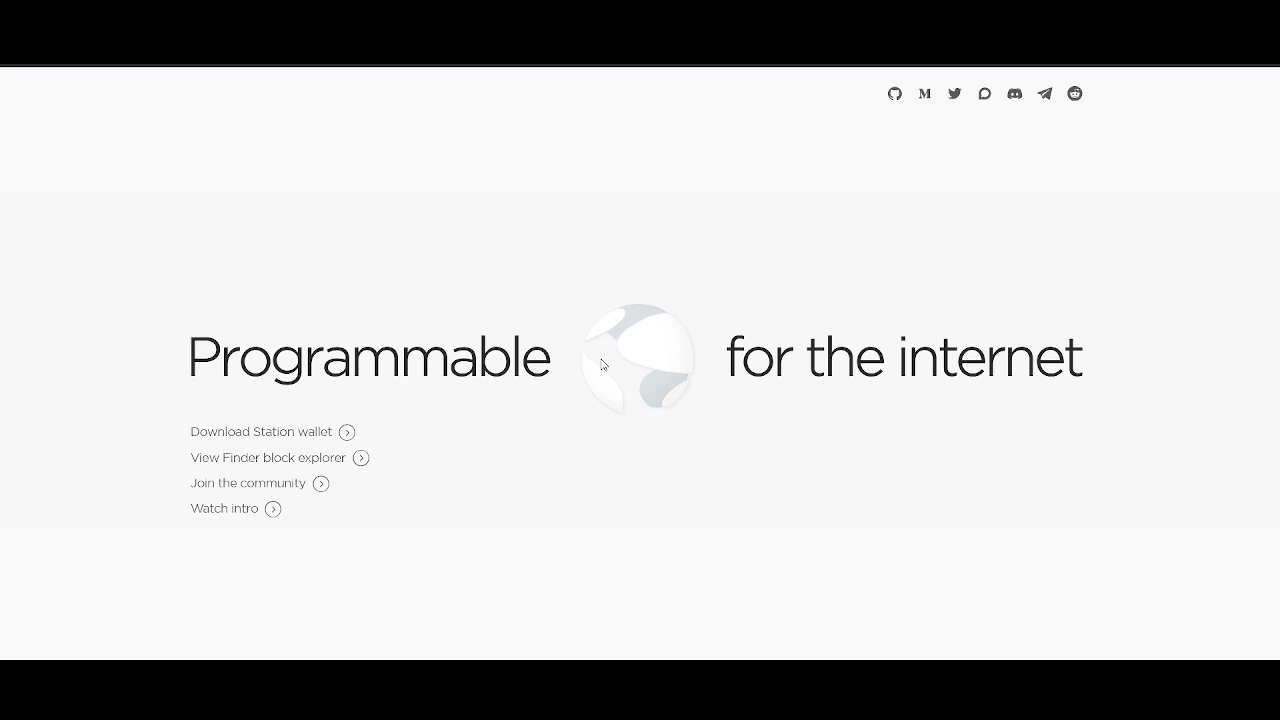 Programmable for the internet
Download Station wallet
View Finder block explorer
Join the community
Watch intro